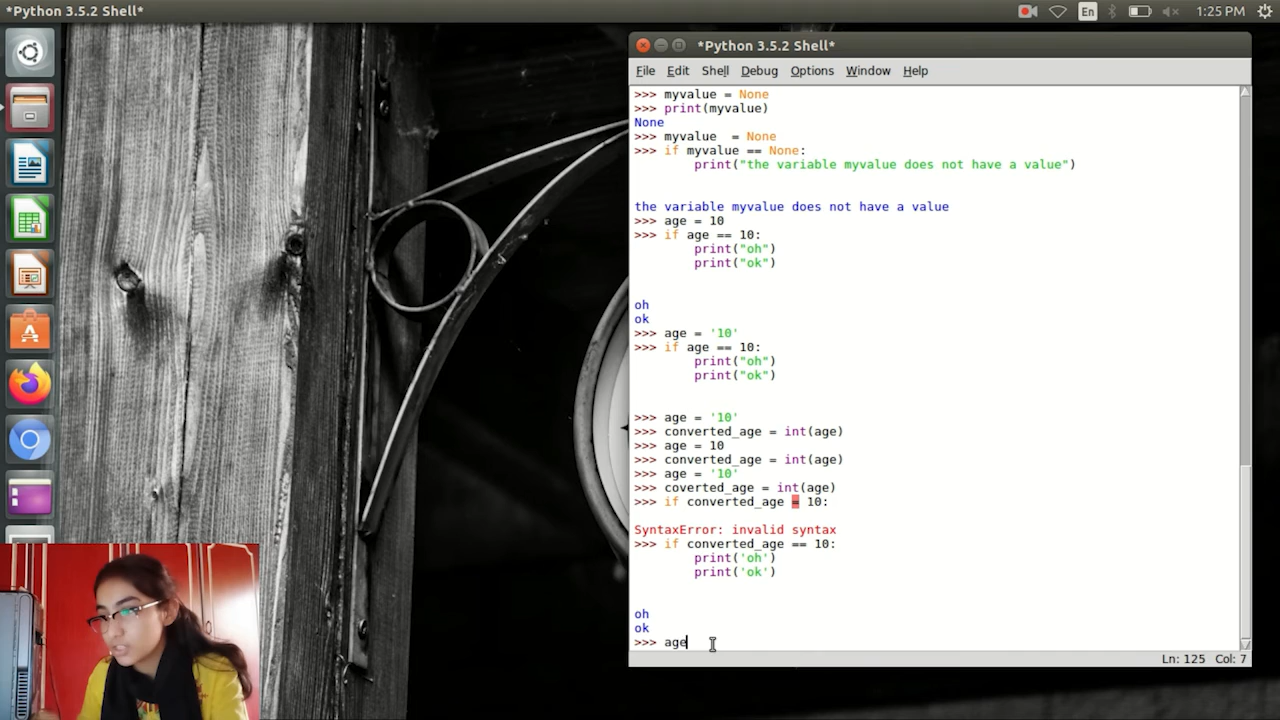 *Python 3.5.2 Shell*
En
1:25 PM
*Python 3.5.2 Shell*
File Edit Shell Debug Options Window Help
>>> myvalue = None
>>> print(myvalue)
None
>>> myvalue  = None
>>> if myvalue == None:
        print("the variable myvalue does not have a value")
the variable myvalue does not have a value
>>> age = 10
>>> if age == 10:
        print("oh")
        print("ok")
oh
ok
>>> age = '10'
>>> if age == 10:
        print("oh")
        print("ok")
>>> age = '10'
>>> converted_age = int(age)
>>> age = 10
>>> converted_age = int(age)
>>> age = '10'
>>> coverted_age = int(age)
>>> if converted_age = 10:
SyntaxError: invalid syntax
>>> if converted_age == 10:
        print('oh')
        print('ok')
oh
ok
>>> age
Ln: 125 Col: 7